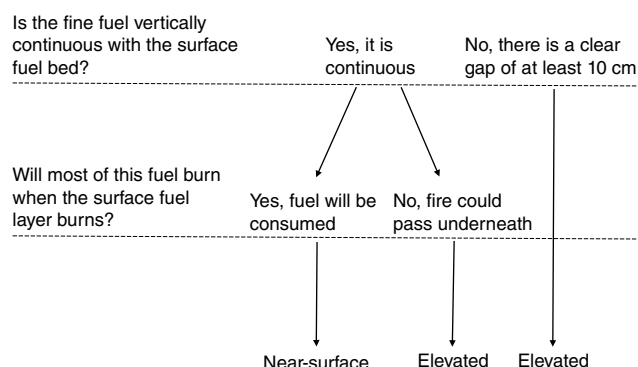 Is the fine fuel vertically
continuous with the surface
fuel bed?
Yes, it is
continuous
No, there is a clear
gap of at least 10 cm
Will most of this fuel burn
when the surface fuel
layer burns?
Yes, fuel will be
consumed
No, fire could
pass underneath
Near-surface
Elevated
Elevated